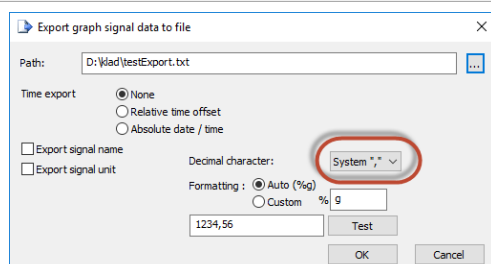 Export graph signal data to file
Path: D:\klad\testExport.txt ...
Time export None
Relative time offset
Absolute date / time
Export signal name
Export signal unit
Decimal character: System ","
Formatting : Auto (%g)
Custom % g
1234,56 Test
OK Cancel